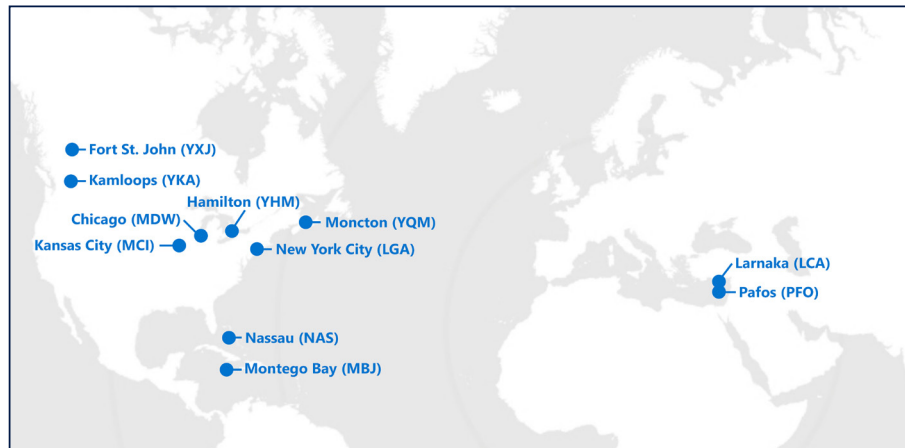 Fort St. John (YXJ)
Kamloops (YKA)
Hamilton (YHM)
Chicago (MDW)
Moncton (YQM)
Kansas City (MCI)
New York City (LGA)
Larnaka (LCA)
Pafos (PFO)
Nassau (NAS)
Montego Bay (MBJ)